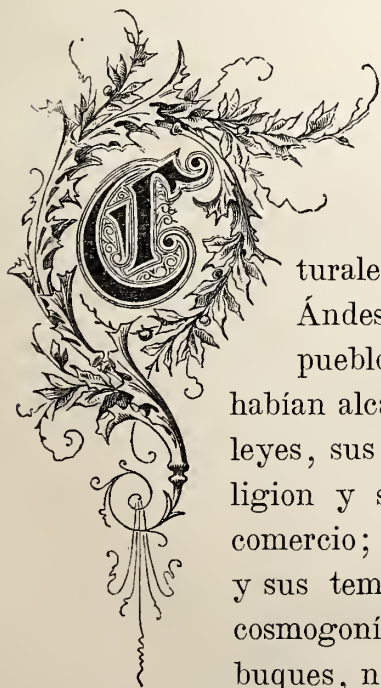 C
turale
Ándes
pueblo
habían alca
leyes, sus
ligion y s
comercio;
y sus tem
cosmogoní
buques, n